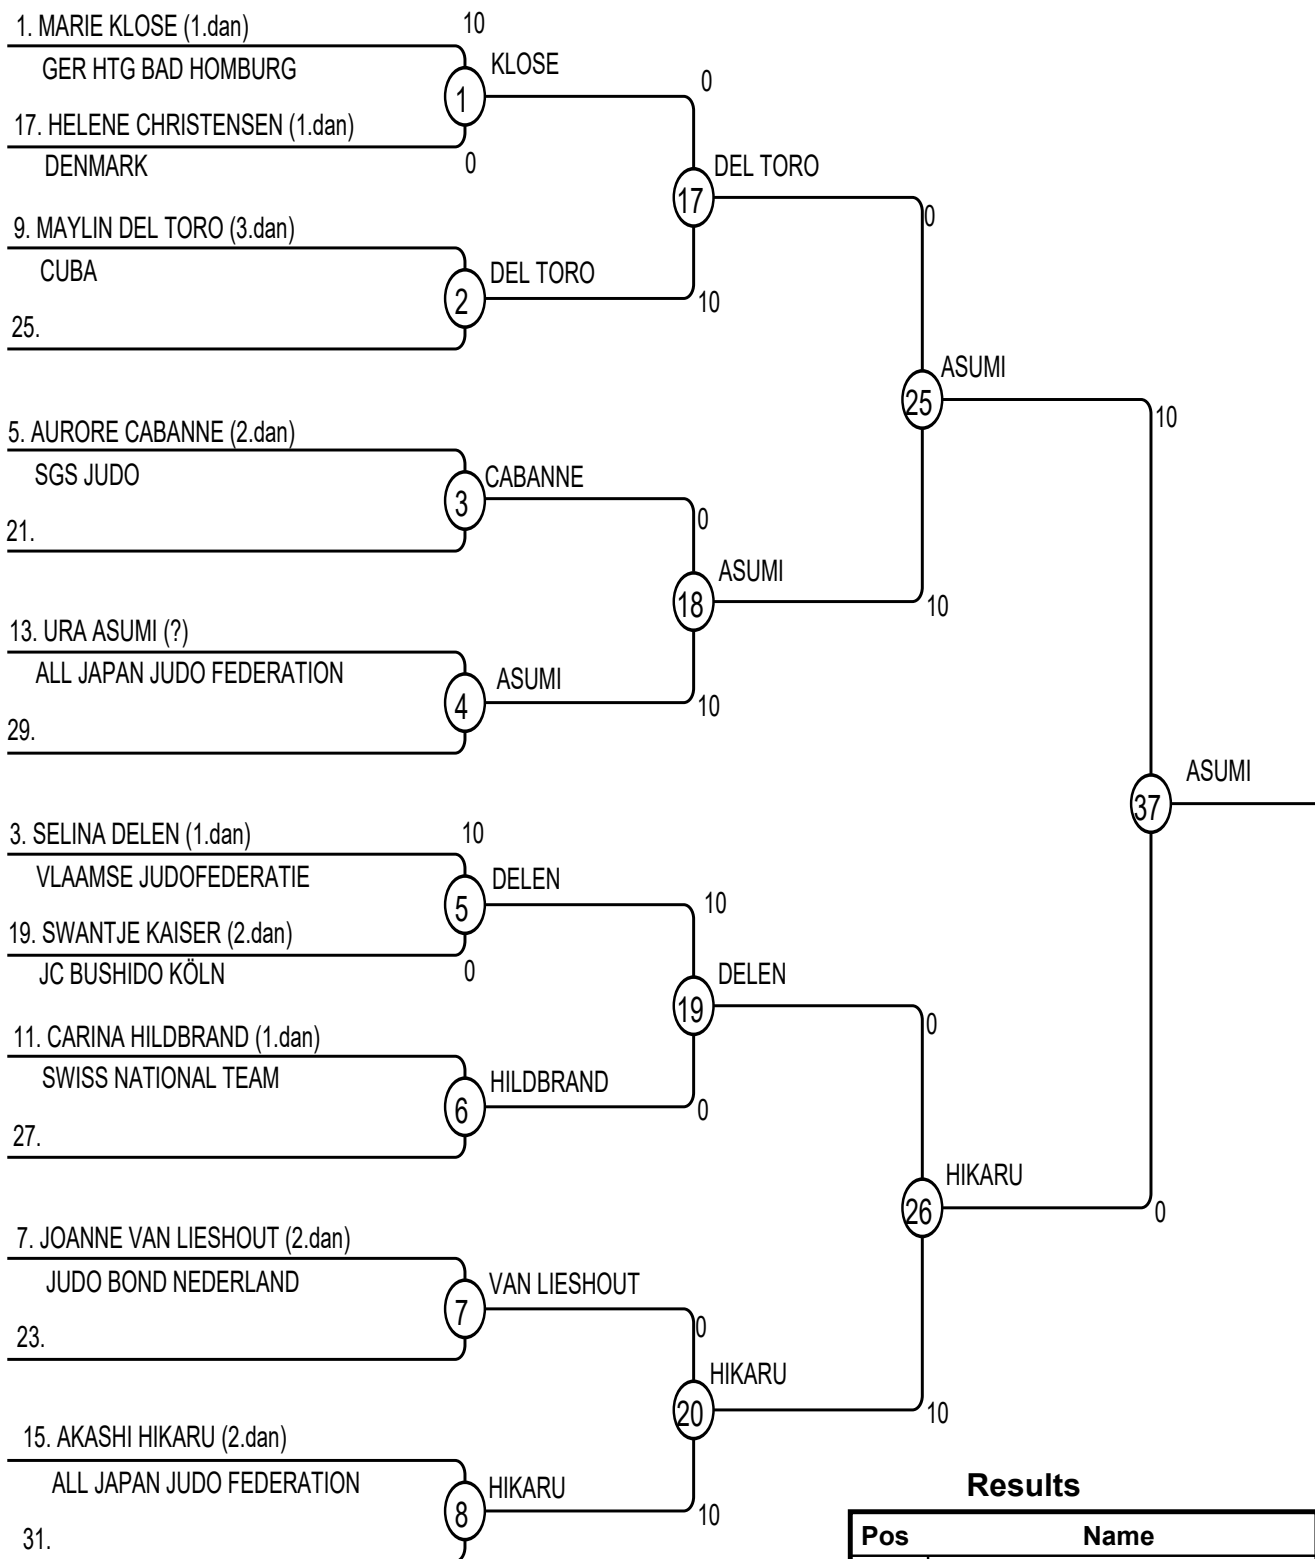 1. MARIE KLOSE (1.dan)
10
GER HTG BAD HOMBURG
1
KLOSE
0
17. HELENE CHRISTENSEN (1.dan)
0
DENMARK
17
DEL TORO
0
9. MAYLIN DEL TORO (3.dan)
CUBA
2
DEL TORO
10
25.
25
ASUMI
10
5. AURORE CABANNE (2.dan)
SGS JUDO
3
CABANNE
0
21.
18
ASUMI
10
13. URA ASUMI (?)
ALL JAPAN JUDO FEDERATION
4
ASUMI
10
29.
37
ASUMI
3. SELINA DELEN (1.dan)
10
VLAAMSE JUDOFEDERATIE
5
DELEN
10
19. SWANTJE KAISER (2.dan)
0
JC BUSHIDO KÖLN
19
DELEN
0
11. CARINA HILDBRAND (1.dan)
SWISS NATIONAL TEAM
6
HILDBRAND
0
27.
26
HIKARU
0
7. JOANNE VAN LIESHOUT (2.dan)
JUDO BOND NEDERLAND
7
VAN LIESHOUT
0
23.
20
HIKARU
10
15. AKASHI HIKARU (2.dan)
ALL JAPAN JUDO FEDERATION
8
HIKARU
10
31.
Results
Pos Name